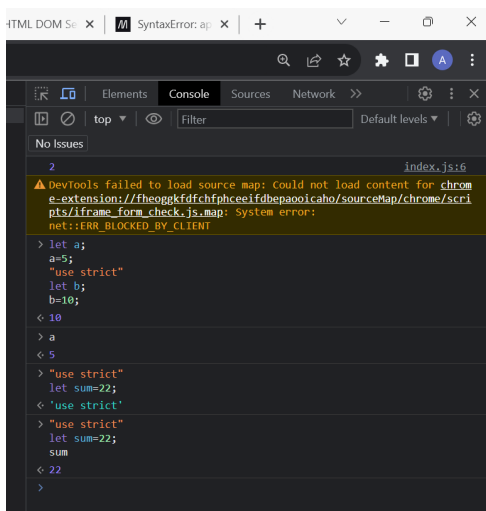 HTML DOM Se
SyntaxError: ap
A
Elements Console Sources Network
top Filter Default levels
No Issues
2 index.js:6
DevTools failed to load source map: Could not load content for chrom
e-extension://fheoggkfdfchfphceeifdbepaooicaho/sourceMap/chrome/scri
pts/iframe_form_check.js.map: System error:
net::ERR_BLOCKED_BY_CLIENT
> let a;
a=5;
"use strict"
let b;
b=10;
10
> a
5
> "use strict"
let sum=22;
'use strict'
> "use strict"
let sum=22;
sum
22
>